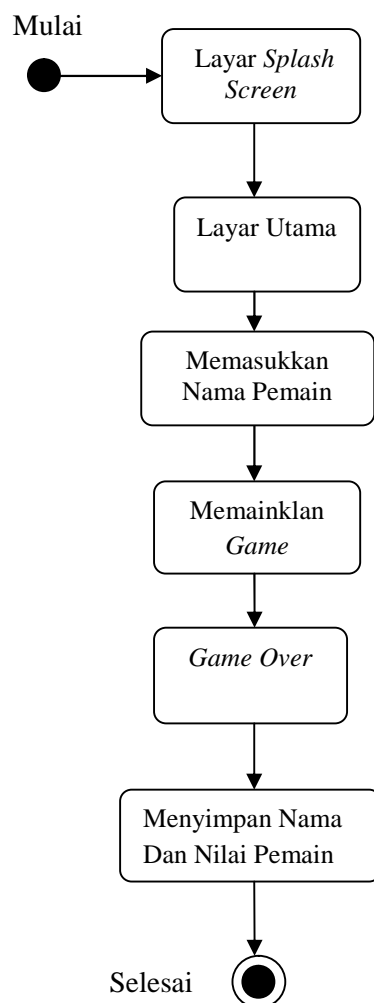 Mulai
Layar Splash
Screen
Layar Utama
Memasukkan
Nama Pemain
Memainklan
Game
Game Over
Menyimpan Nama
Dan Nilai Pemain
Selesai